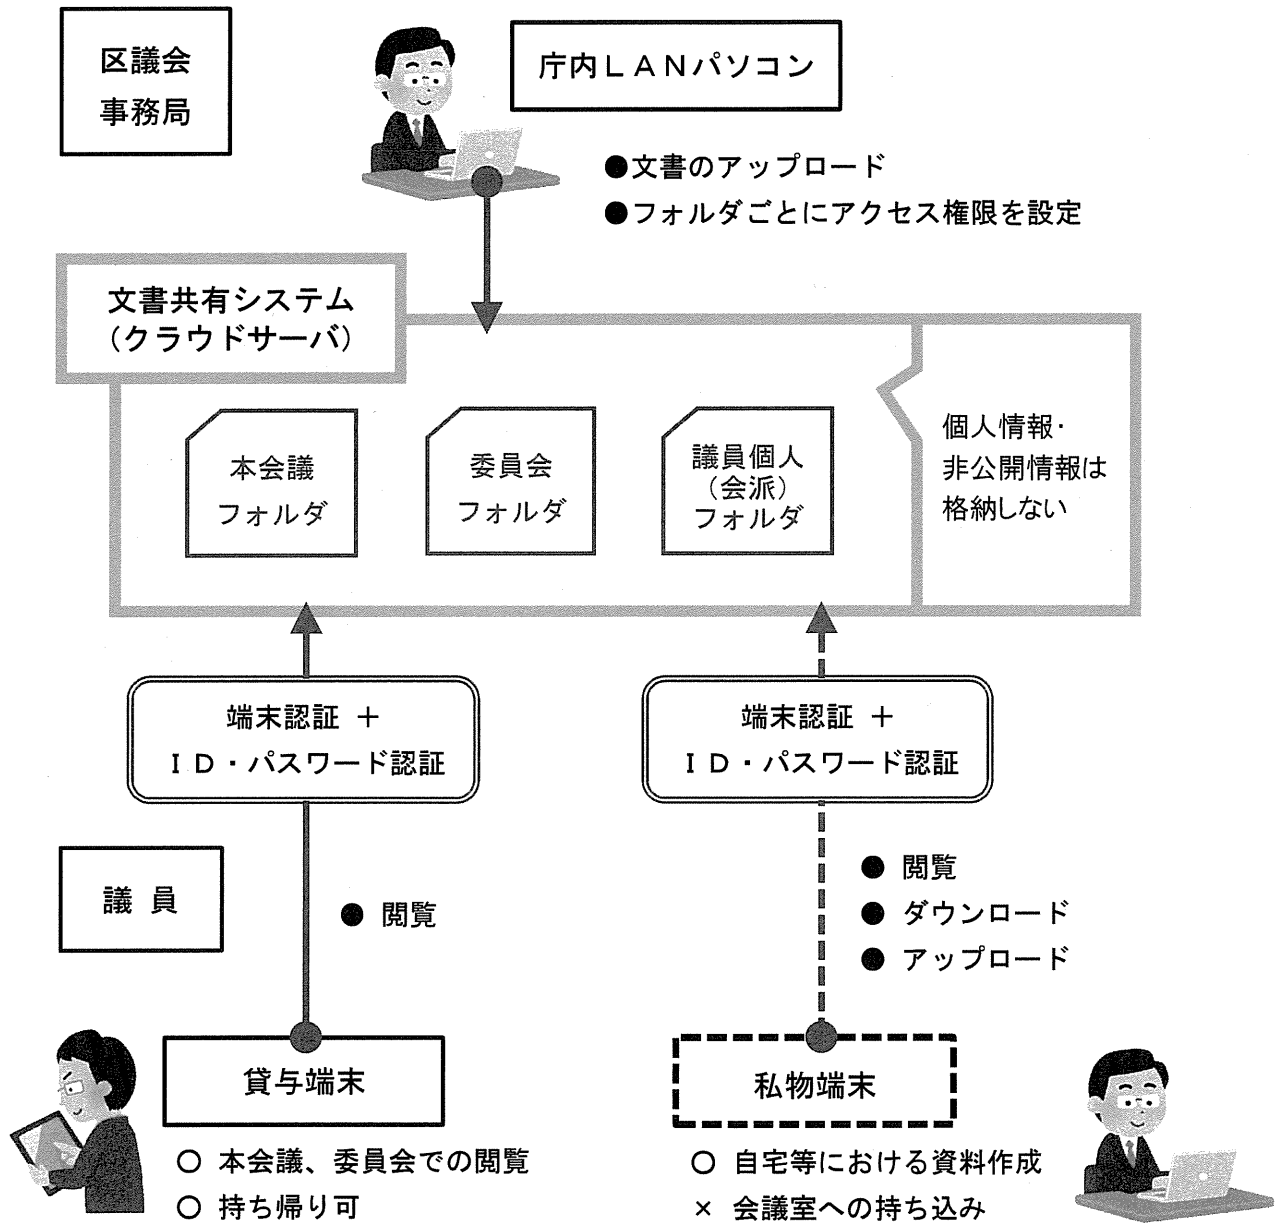 区議会
事務局
庁内ＬＡＮパソコン
●文書のアップロード
●フォルダごとにアクセス権限を設定
文書共有システム
（クラウドサーバ）
本会議
フォルダ
委員会
フォルダ
議員個人
（会派）
フォルダ
個人情報・
非公開情報は
格納しない
端末認証 ＋
ＩＤ・パスワード認証
端末認証 ＋
ＩＤ・パスワード認証
議 員
● 閲覧
● 閲覧
● ダウンロード
● アップロード
貸与端末
○ 本会議、委員会での閲覧
○ 持ち帰り可
私物端末
○ 自宅等における資料作成
× 会議室への持ち込み